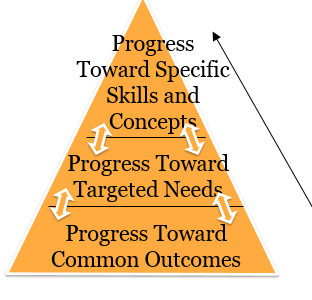 Progress
Toward Specific
Skills and
Concepts
Progress Toward
Targeted Needs
Progress Toward
Common Outcomes